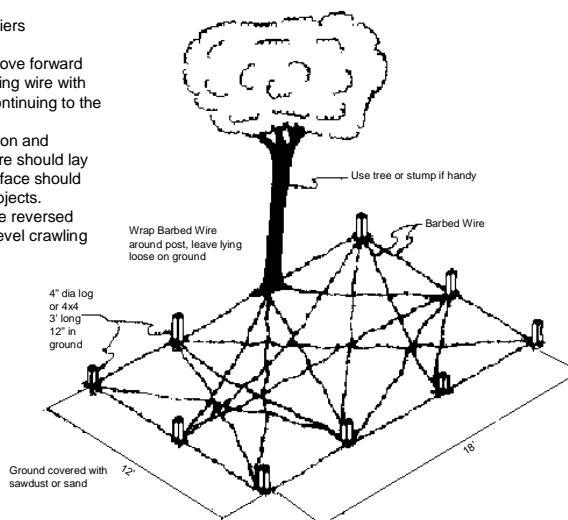 iers
ove forward
ing wire with
ontinuing to the
on and
re should lay
face should
ojects.
e reversed
evel crawling
Use tree or stump if handy
Barbed Wire
Wrap Barbed Wire
around post, leave lying
loose on ground
4" dia log
or 4x4
3' long
12" in
ground
Ground covered with
sawdust or sand
12'
18'